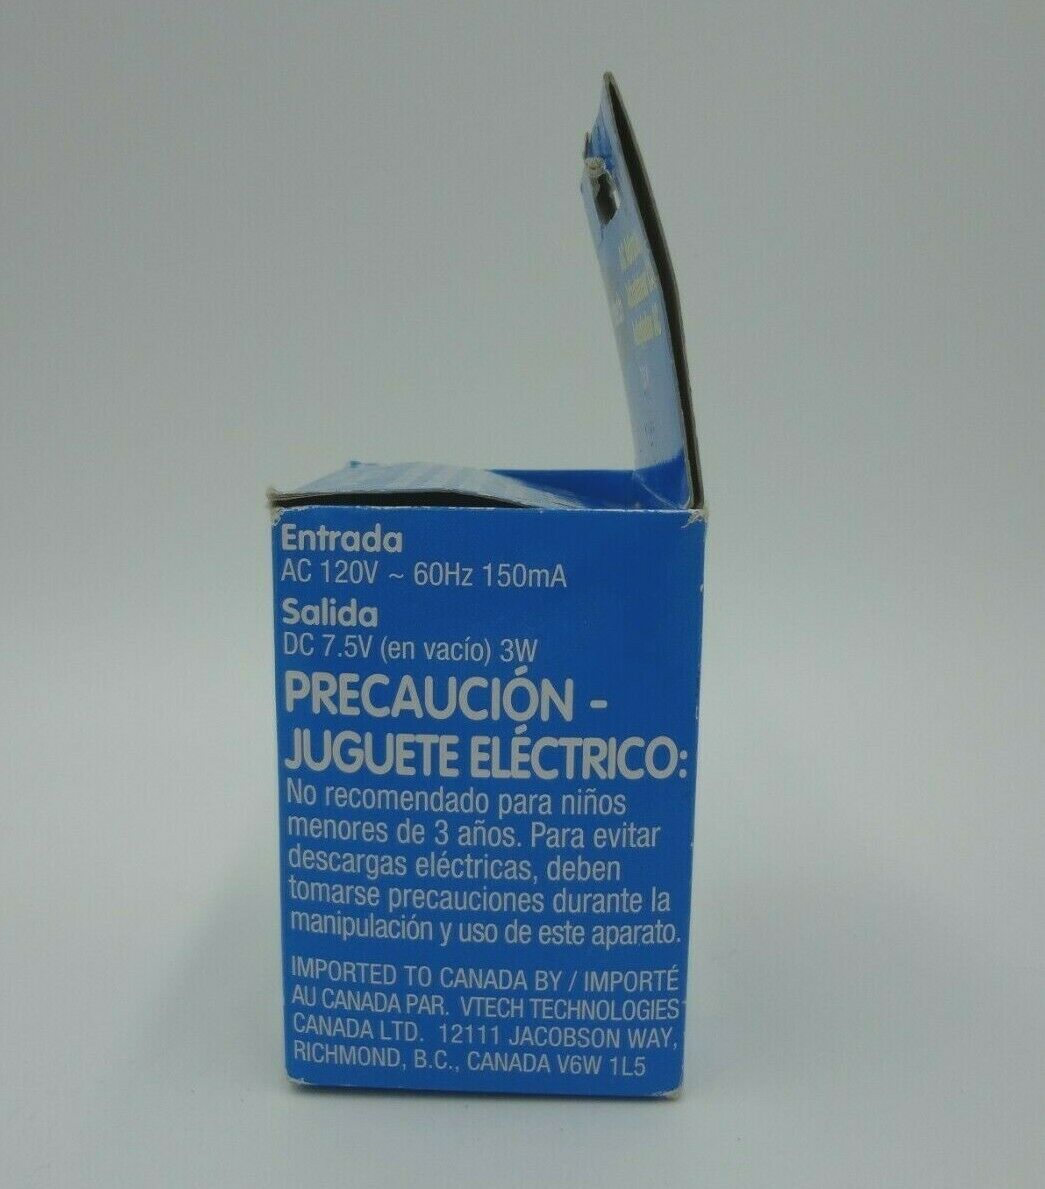 Entrada
AC 120V ~ 60Hz 150mA
Salida
DC 7.5V (en vacío) 3W
PRECAUCIÓN -
JUGUETE ELÉCTRICO:
No recomendado para niños
menores de 3 años. Para evitar
descargas eléctricas, deben
tomarse precauciones durante la
manipulación y uso de este aparato.
IMPORTED TO CANADA BY / IMPORTÉ
AU CANADA PAR. VTECH TECHNOLOGIES
CANADA LTD. 12111 JACOBSON WAY,
RICHMOND, B.C., CANADA V6W 1L5